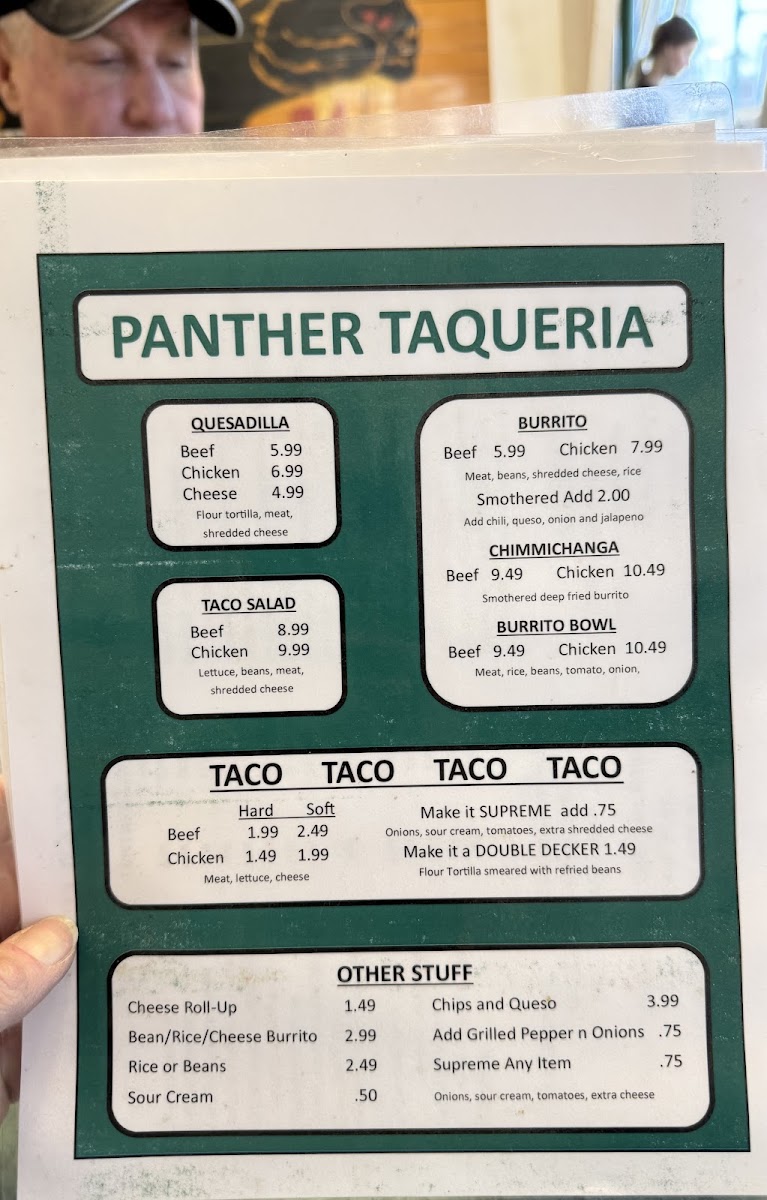 PANTHER TAQUERIA
QUESADILLA
Beef 5.99
Chicken 6.99
Cheese 4.99
Flour tortilla, meat,
shredded cheese
TACO SALAD
Beef 8.99
Chicken 9.99
Lettuce, beans, meat,
shredded cheese
BURRITO
Beef 5.99 Chicken 7.99
Meat, beans, shredded cheese, rice
Smothered Add 2.00
Add chili, queso, onion and jalapeno
CHIMMICHANGA
Beef 9.49 Chicken 10.49
Smothered deep fried burrito
BURRITO BOWL
Beef 9.49 Chicken 10.49
Meat, rice, beans, tomato, onion,
TACO TACO TACO TACO
Hard Soft
Beef 1.99 2.49
Chicken 1.49 1.99
Meat, lettuce, cheese
Make it SUPREME add .75
Onions, sour cream, tomatoes, extra shredded cheese
Make it a DOUBLE DECKER 1.49
Flour Tortilla smeared with refried beans
OTHER STUFF
Cheese Roll-Up 1.49
Bean/Rice/Cheese Burrito 2.99
Rice or Beans 2.49
Sour Cream .50
Chips and Queso 3.99
Add Grilled Pepper n Onions .75
Supreme Any Item .75
Onions, sour cream, tomatoes, extra cheese